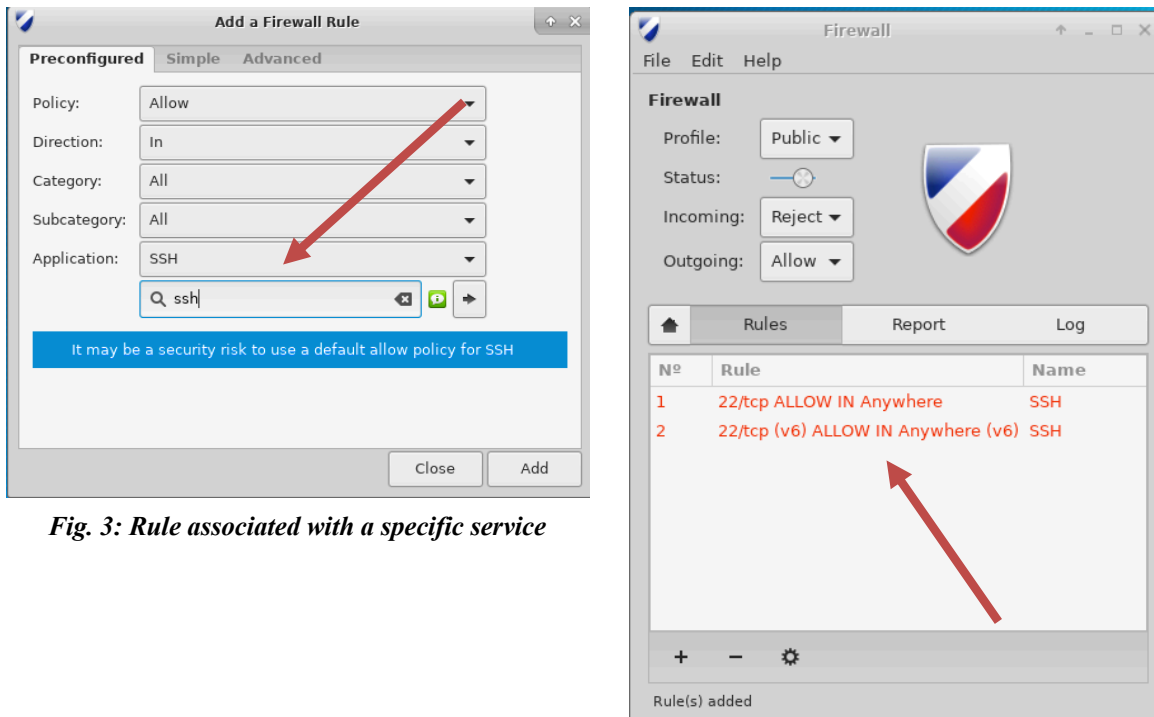 Add a Firewall Rule
Preconfigured Simple Advanced
Policy: Allow
Direction: In
Category: All
Subcategory: All
Application: SSH
ssh
It may be a security risk to use a default allow policy for SSH
Close Add
Fig. 3: Rule associated with a specific service
Firewall
File Edit Help
Firewall
Profile: Public
Status:
Incoming: Reject
Outgoing: Allow
Rules Report Log
Nº Rule Name
1 22/tcp ALLOW IN Anywhere SSH
2 22/tcp (v6) ALLOW IN Anywhere (v6) SSH
Rule(s) added